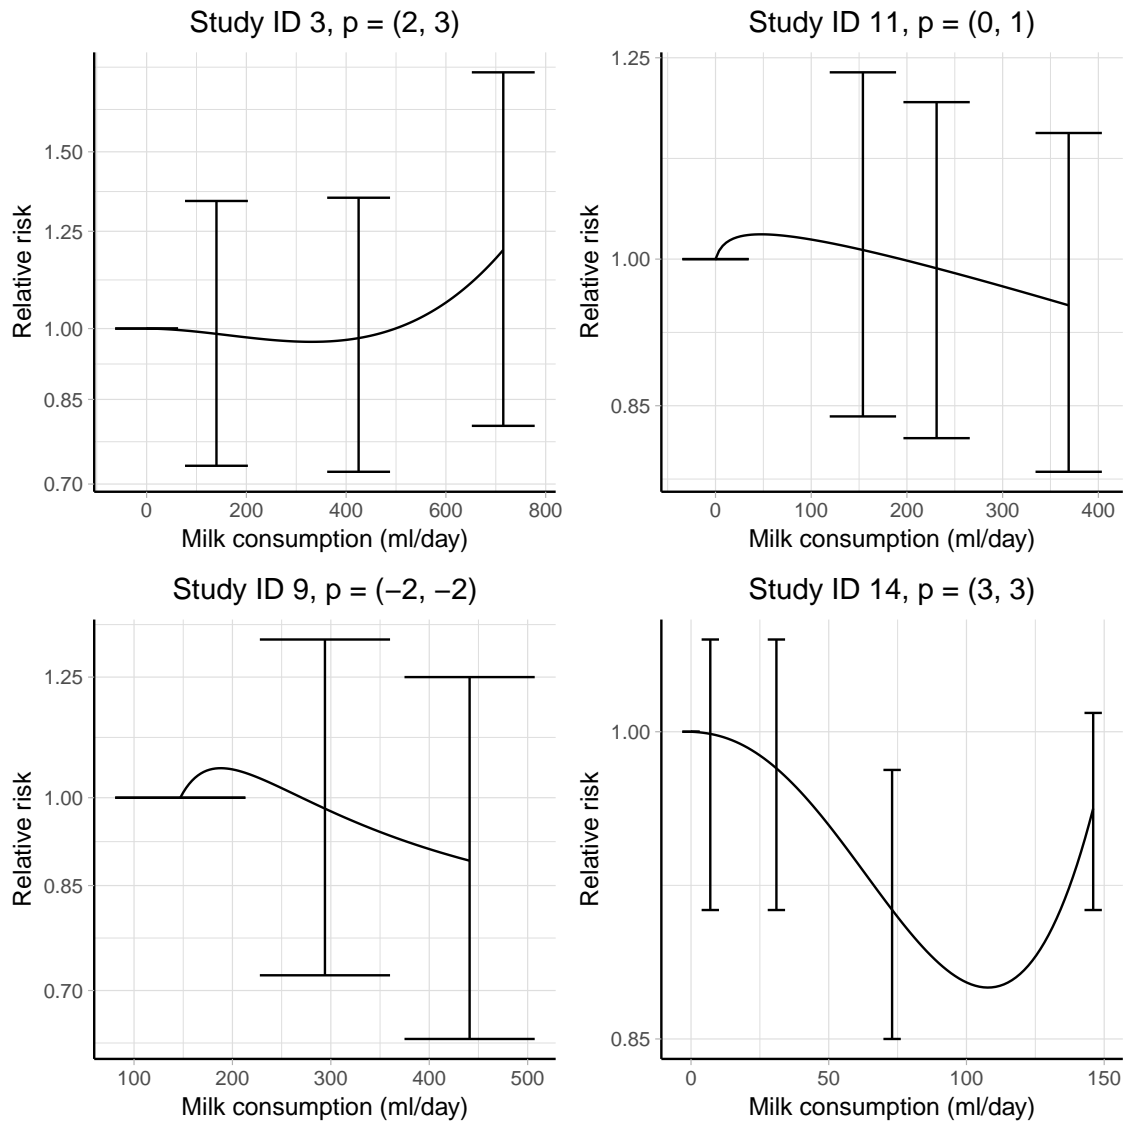 Study ID 3, p = (2, 3)
Relative risk
1.50
1.25
1.00
0.85
0.70
0
200
400
600
800
Milk consumption (ml/day)
Study ID 11, p = (0, 1)
Relative risk
1.25
1.00
0.85
0
100
200
300
400
Milk consumption (ml/day)
Study ID 9, p = (−2, −2)
Relative risk
1.25
1.00
0.85
0.70
100
200
300
400
500
Milk consumption (ml/day)
Study ID 14, p = (3, 3)
Relative risk
1.00
0.85
0
50
100
150
Milk consumption (ml/day)